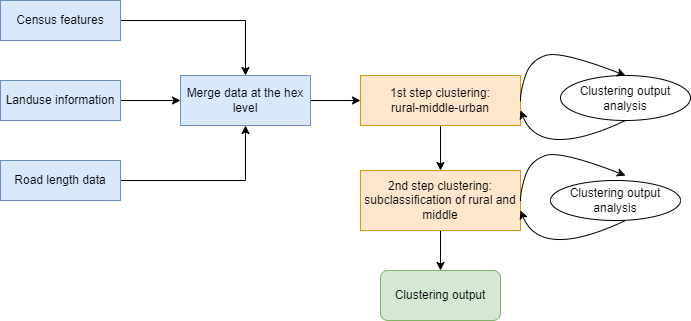 Census features
Landuse information
Road length data
Merge data at the hex
level
1st step clustering:
rural-middle-urban
Clustering output
analysis
2nd step clustering:
subclassification of rural and
middle
Clustering output
analysis
Clustering output